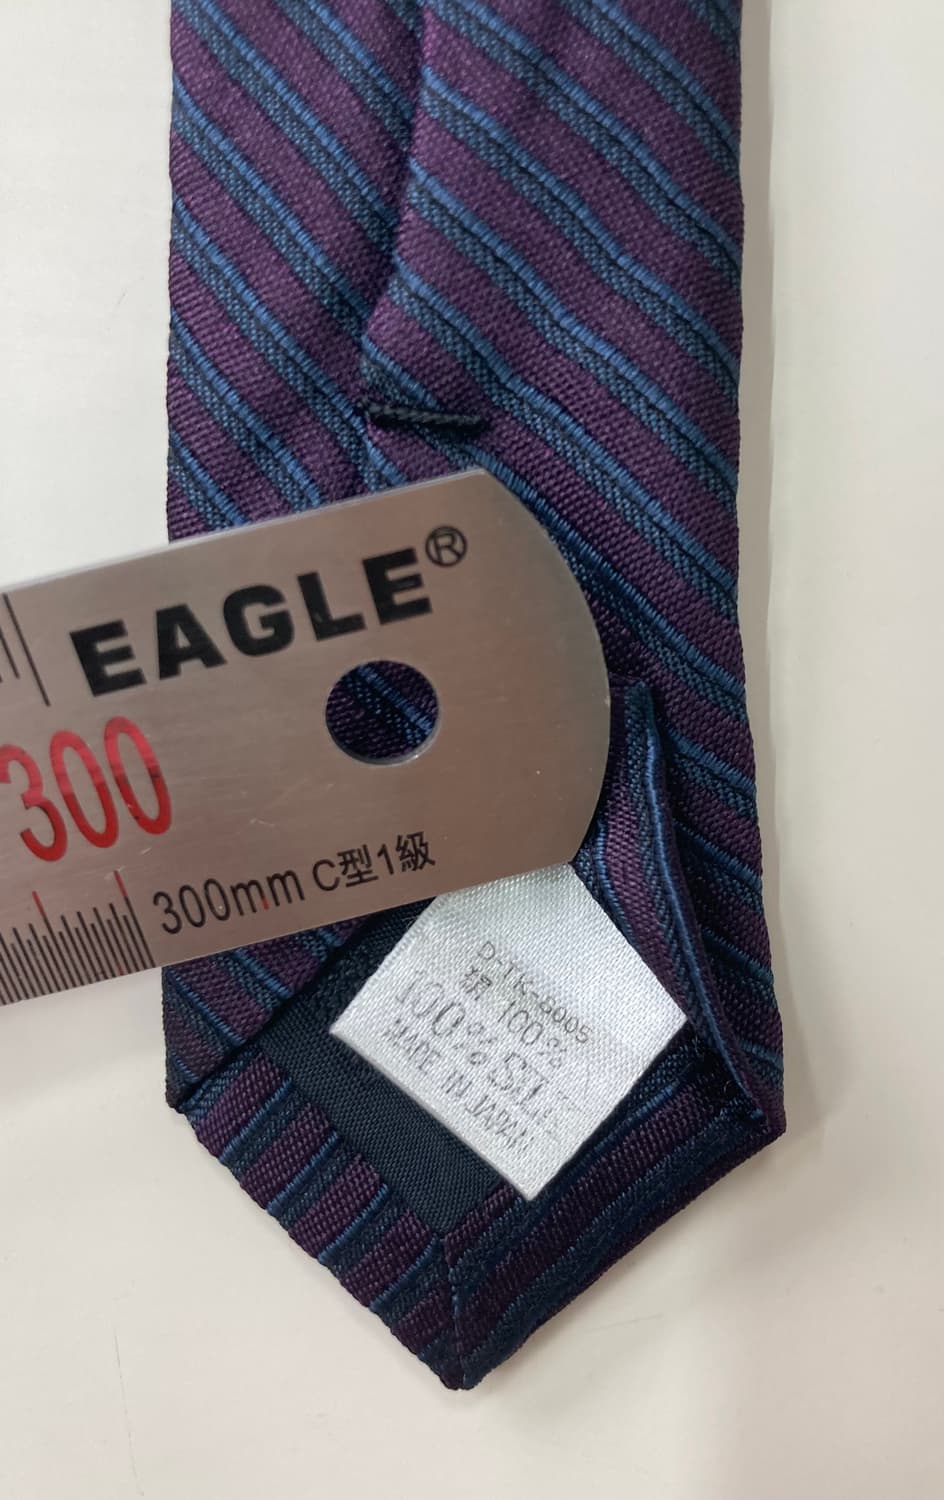 EAGLE®
300
300mm C型1級
D-TK-8005
絹 100%
100% SILK
MADE IN JAPAN